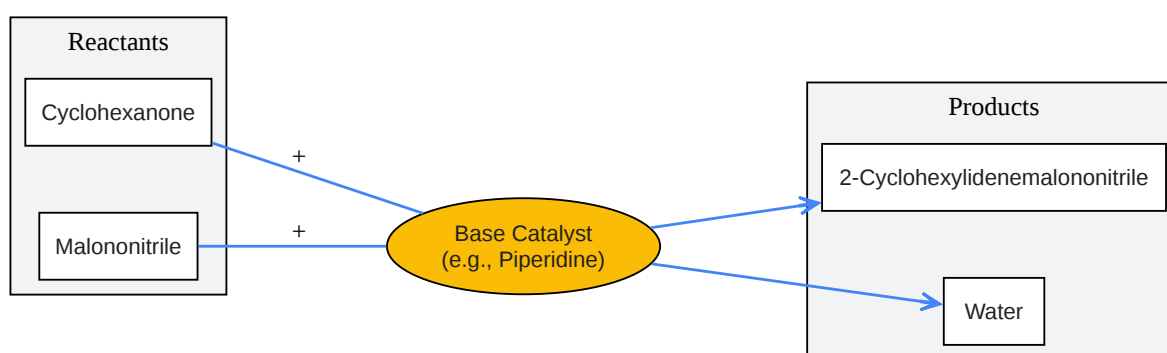 Reactants
Cyclohexanone
Malononitrile
+
+
Base Catalyst
(e.g., Piperidine)
Products
2-Cyclohexylidenemalononitrile
Water